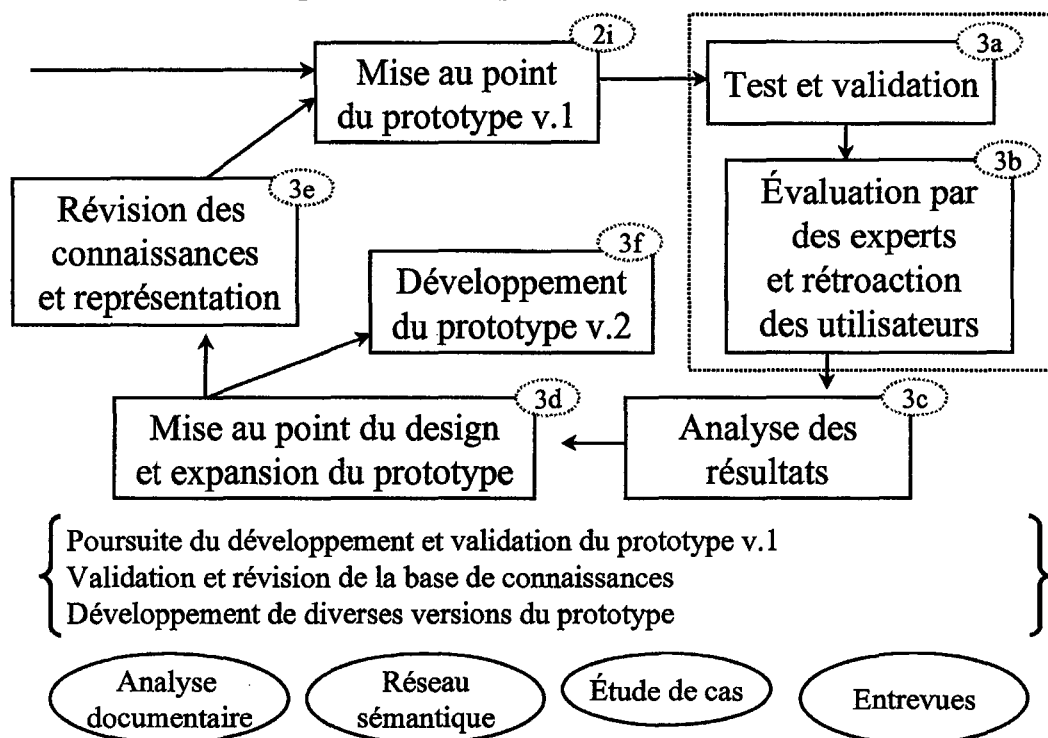 2i
Mise au point
du prototype v.1
3a
Test et validation
3b
Évaluation par
des experts
et rétroaction
des utilisateurs
3e
Révision des
connaissances
et représentation
3f
Développement
du prototype v.2
3d
Mise au point du design
et expansion du prototype
3c
Analyse des
résultats
Poursuite du développement et validation du prototype v.1
Validation et révision de la base de connaissances
Développement de diverses versions du prototype
Analyse
documentaire
Réseau
sémantique
Étude de cas
Entrevues